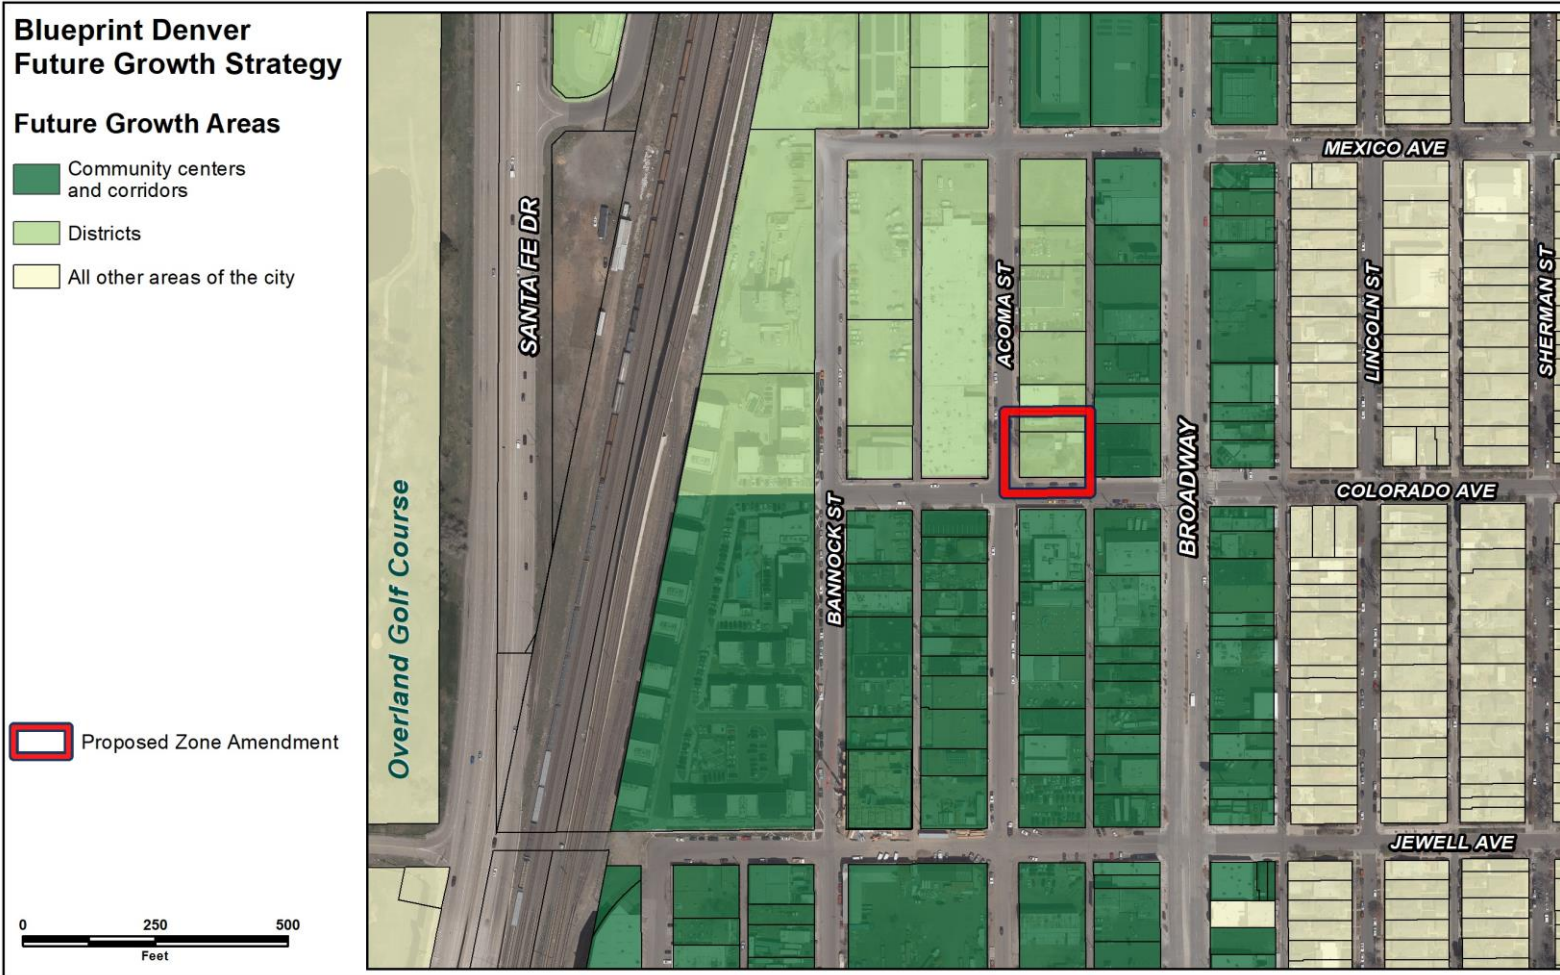 Blueprint Denver
Future Growth Strategy
Future Growth Areas
Community centers
and corridors
Districts
All other areas of the city
Proposed Zone Amendment
0 250 500
Feet
SANTA FE DR
Overland Golf Course
BANNOCK ST
ACOMA ST
BROADWAY
LINCOLN ST
SHERMAN ST
MEXICO AVE
COLORADO AVE
JEWELL AVE